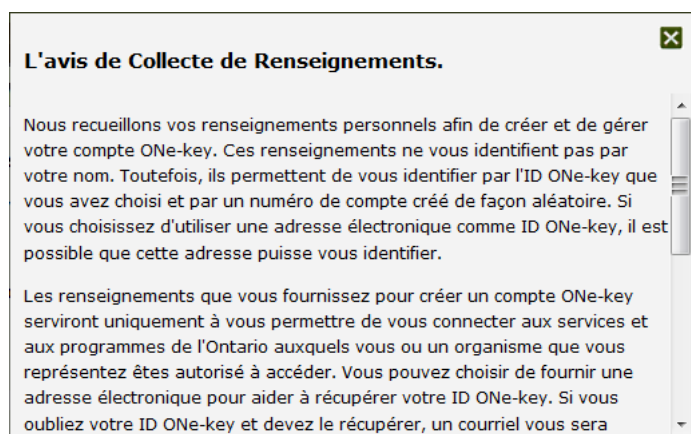 L'avis de Collecte de Renseignements.
Nous recueillons vos renseignements personnels afin de créer et de gérer
votre compte ONe-key. Ces renseignements ne vous identifient pas par
votre nom. Toutefois, ils permettent de vous identifier par l'ID ONe-key que
vous avez choisi et par un numéro de compte créé de façon aléatoire. Si
vous choisissez d'utiliser une adresse électronique comme ID ONe-key, il est
possible que cette adresse puisse vous identifier.
Les renseignements que vous fournissez pour créer un compte ONe-key
serviront uniquement à vous permettre de vous connecter aux services et
aux programmes de l'Ontario auxquels vous ou un organisme que vous
représentez êtes autorisé à accéder. Vous pouvez choisir de fournir une
adresse électronique pour aider à récupérer votre ID ONe-key. Si vous
oubliez votre ID ONe-key et devez le récupérer, un courriel vous sera